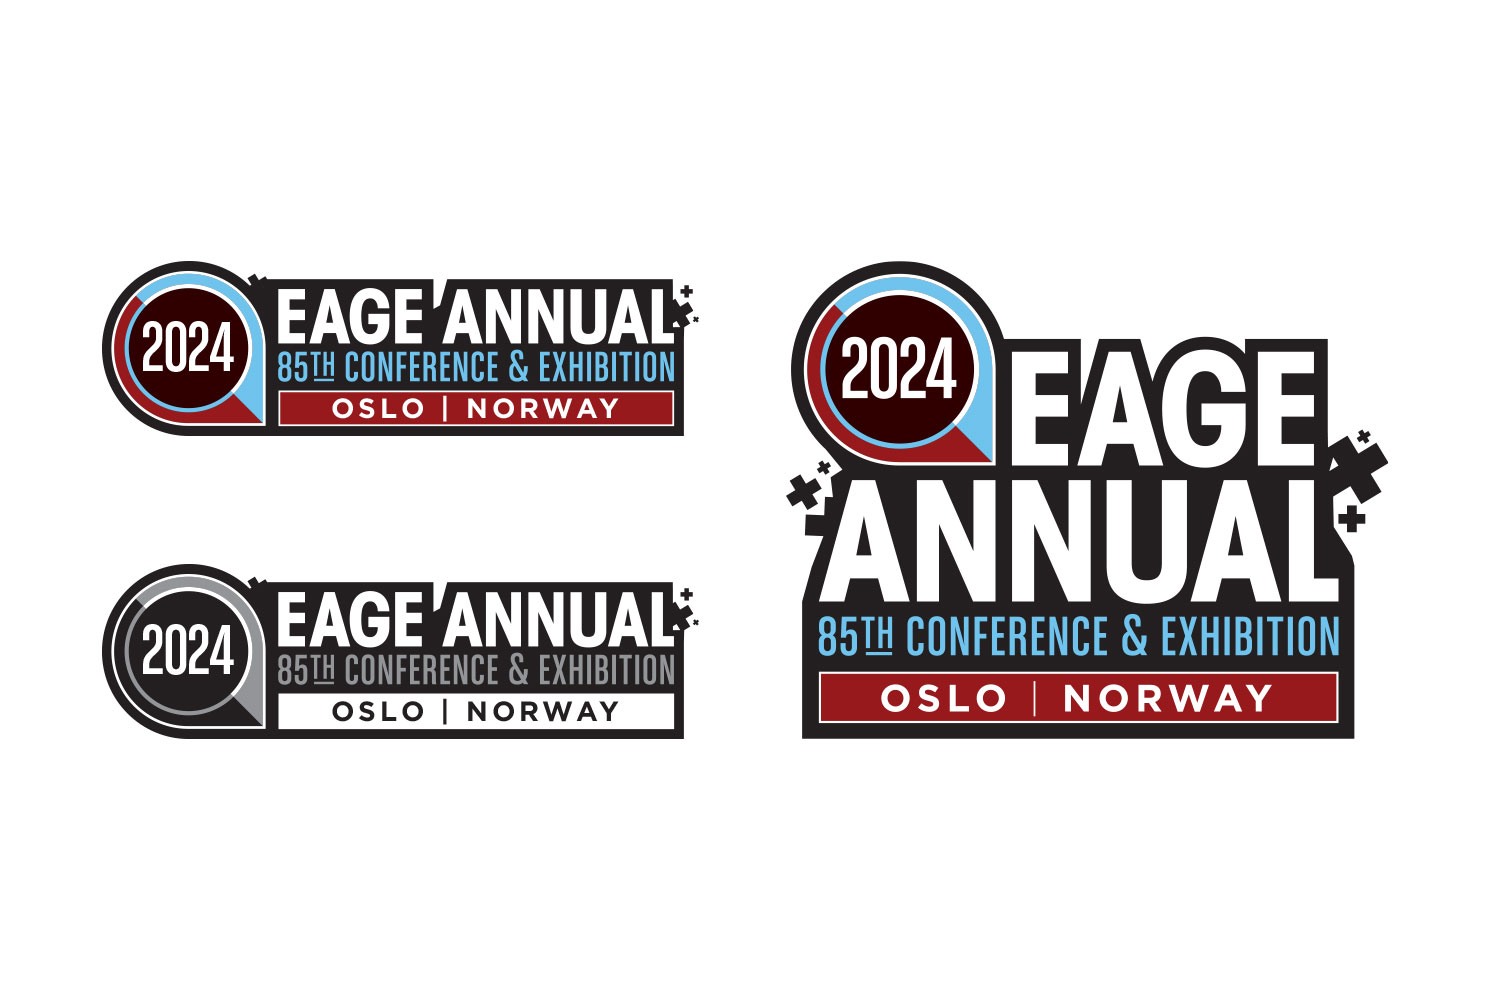 2024
EAGE ANNUAL
85TH CONFERENCE & EXHIBITION
OSLO | NORWAY
2024
EAGE ANNUAL
85TH CONFERENCE & EXHIBITION
OSLO | NORWAY
2024
EAGE
ANNUAL
85TH CONFERENCE & EXHIBITION
OSLO | NORWAY